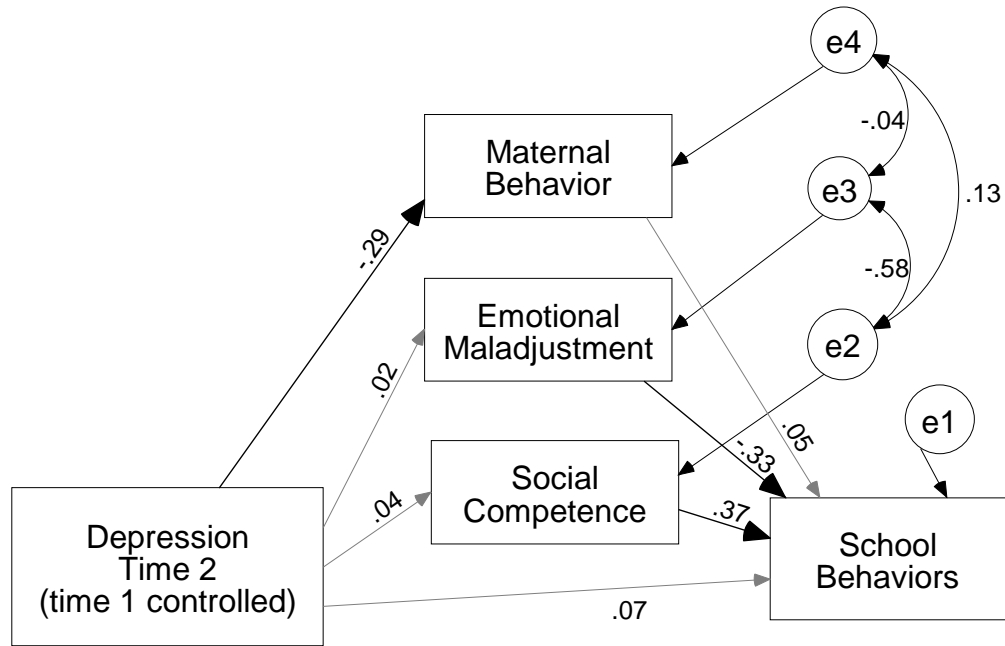 e4
-.04
Maternal
Behavior
e3
.13
-.29
-.58
Emotional
Maladjustment
e2
.02
.05
-.33
e1
Social
Competence
.04
.37
Depression
Time 2
(time 1 controlled)
School
Behaviors
.07